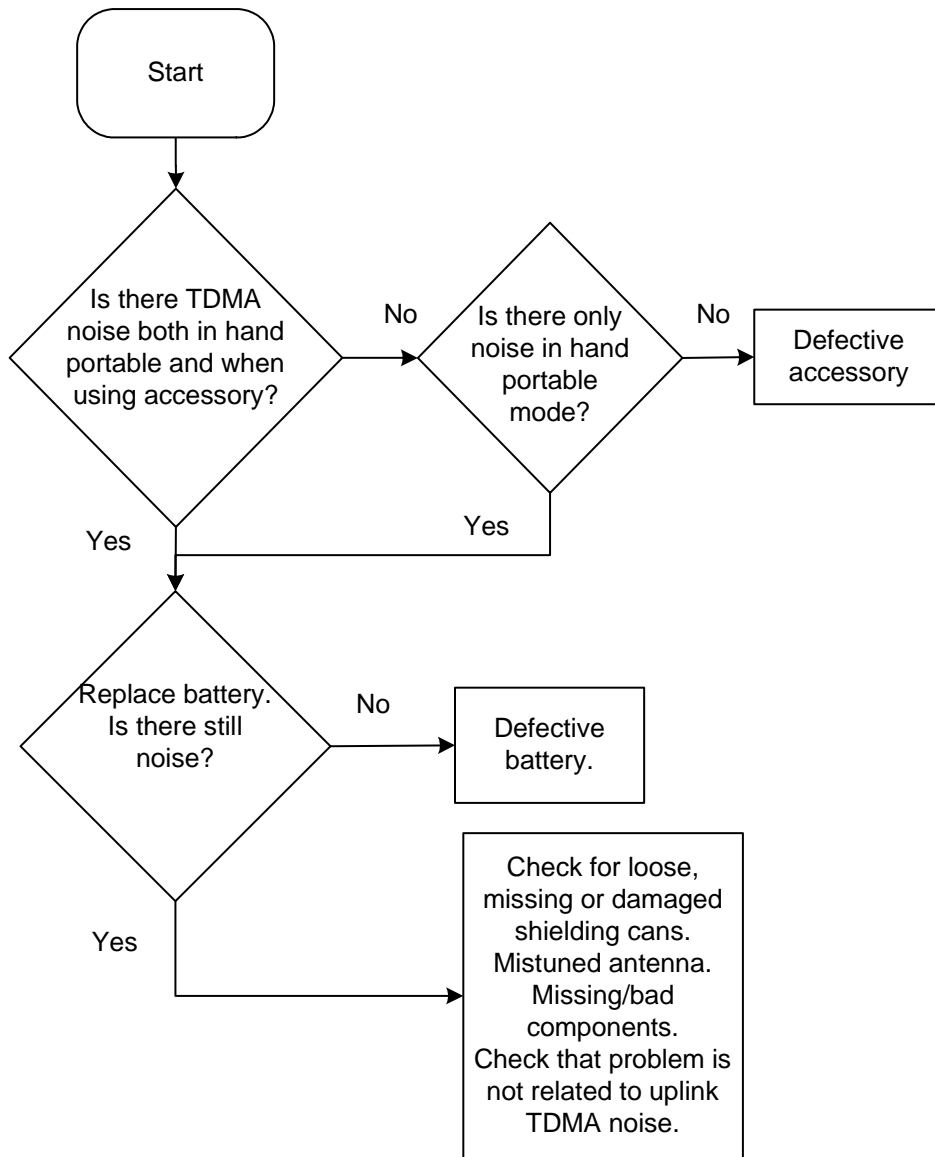 Start
Is there TDMA
noise both in hand
portable and when
using accessory?
No
Is there only
noise in hand
portable
mode?
No
Defective
accessory
Yes
Yes
Replace battery.
Is there still
noise?
No
Defective
battery.
Yes
Check for loose,
missing or damaged
shielding cans.
Mistuned antenna.
Missing/bad
components.
Check that problem is
not related to uplink
TDMA noise.